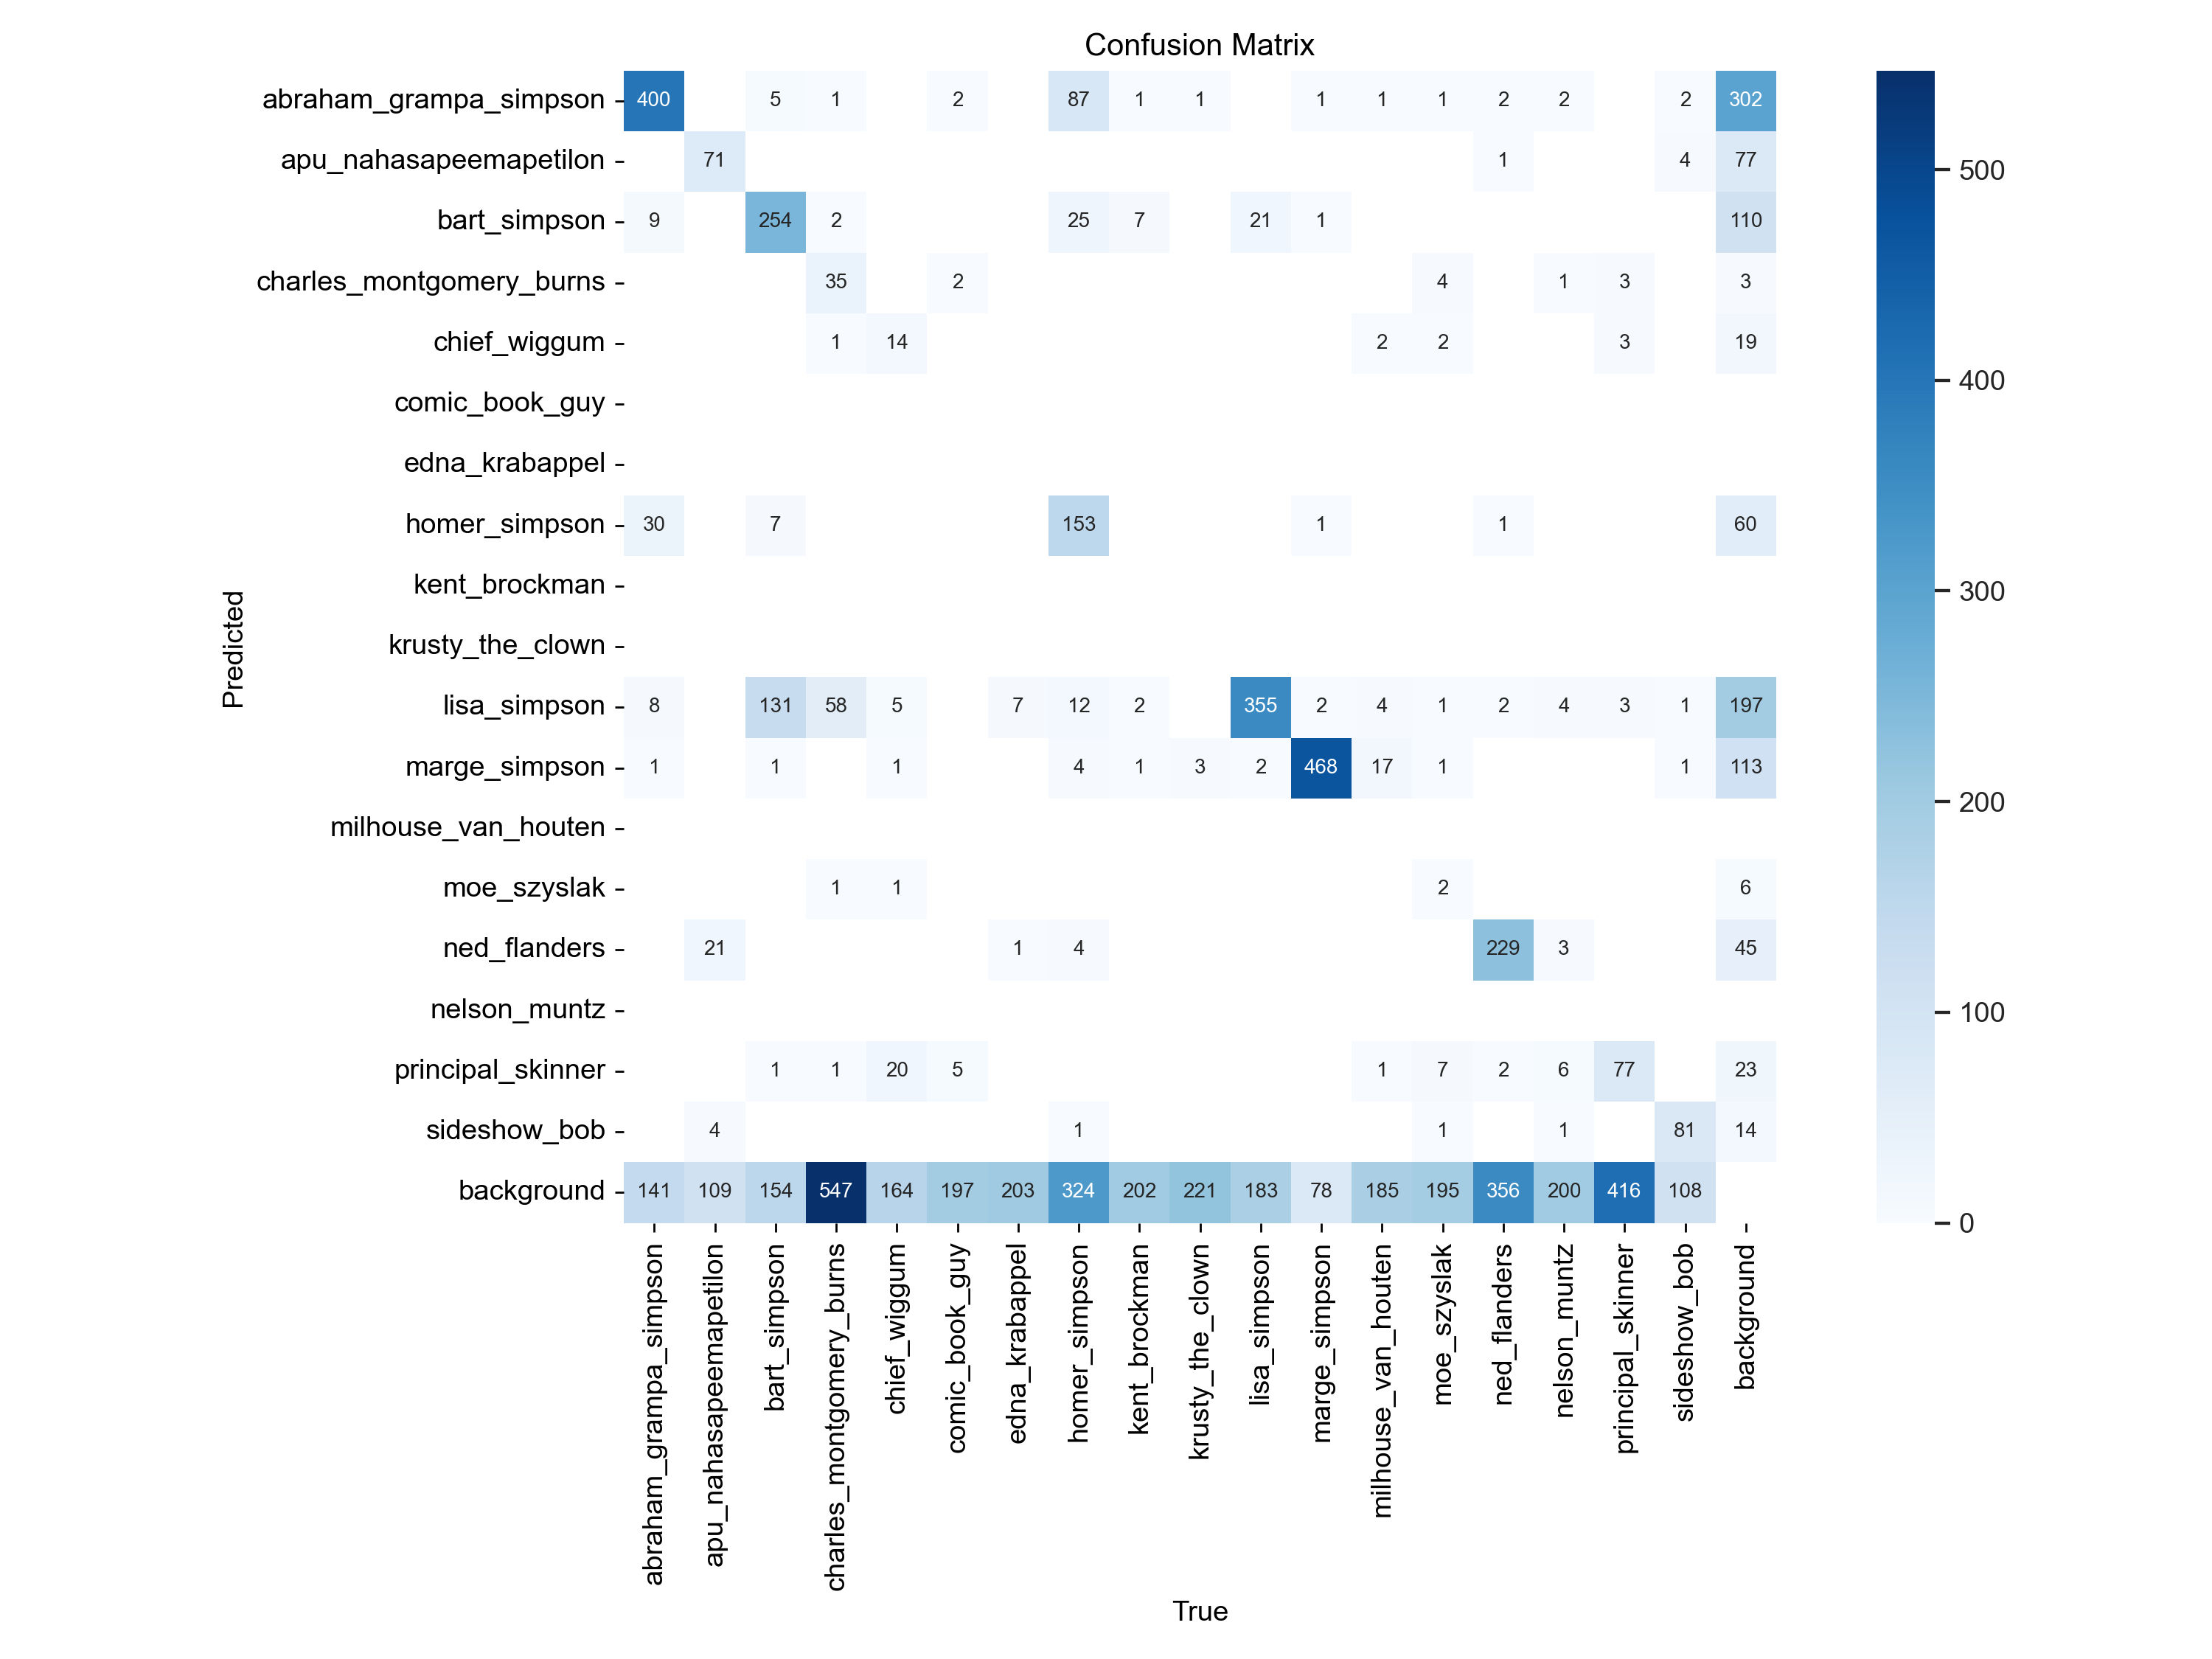 Confusion Matrix
abraham_grampa_simpson 400 5 1 2 87 1 1 1 1 1 2 2 2 302
apu_nahasapeemapetilon 71 1 4 77
bart_simpson 9 254 2 25 7 21 1 110
charles_montgomery_burns 35 2 4 1 3 3
chief_wiggum 1 14 2 2 3 19
comic_book_guy
edna_krabappel
homer_simpson 30 7 153 1 1 60
kent_brockman
krusty_the_clown
lisa_simpson 8 131 58 5 7 12 2 355 2 4 1 2 4 3 1 197
marge_simpson 1 1 1 4 1 3 2 468 17 1 1 113
milhouse_van_houten
moe_szyslak 1 1 2 6
ned_flanders 21 1 4 229 3 45
nelson_muntz
principal_skinner 1 1 20 5 1 7 2 6 77 23
sideshow_bob 4 1 1 1 81 14
background 141 109 154 547 164 197 203 324 202 221 183 78 185 195 356 200 416 108
Predicted
abraham_grampa_simpson
apu_nahasapeemapetilon
bart_simpson
charles_montgomery_burns
chief_wiggum
comic_book_guy
edna_krabappel
homer_simpson
kent_brockman
krusty_the_clown
lisa_simpson
marge_simpson
milhouse_van_houten
moe_szyslak
ned_flanders
nelson_muntz
principal_skinner
sideshow_bob
background
True
500
400
300
200
100
0